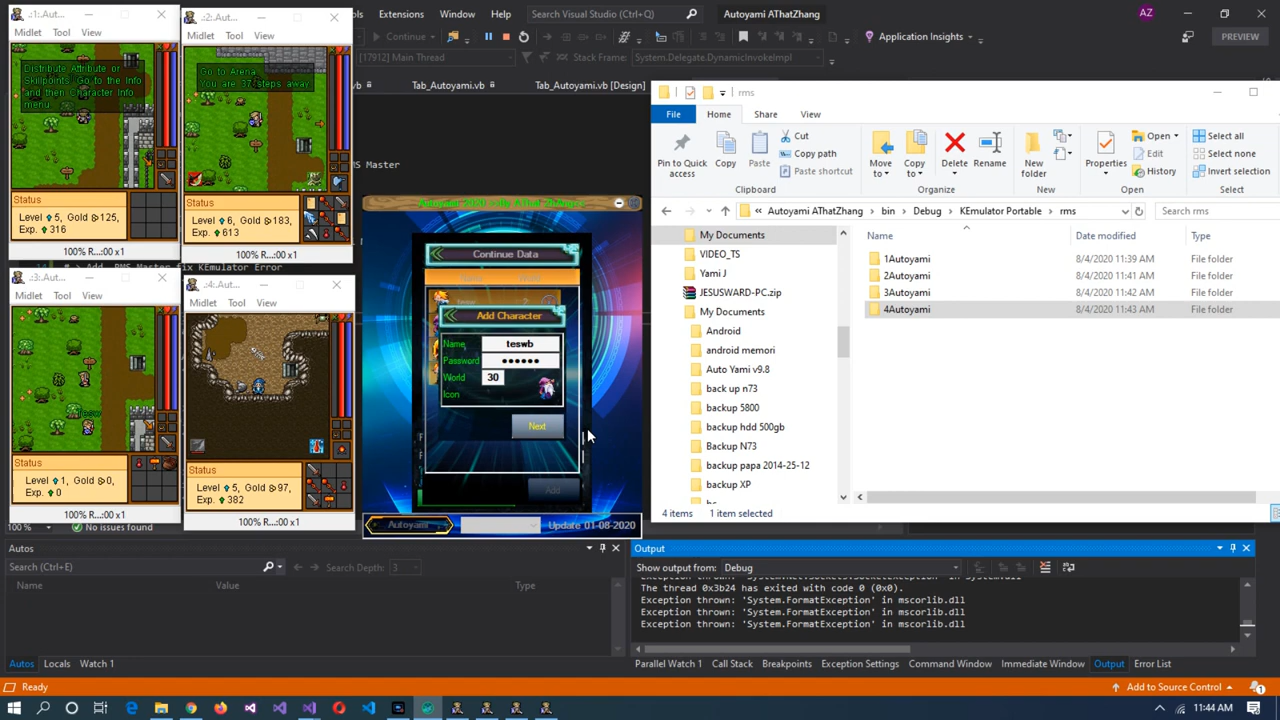 :1:.Aut...
Midlet Tool View
Distribute Attribute or
Skillpoints! Go to the Info
and then Character Info
menu.
Status
Level 5, Gold 125,
Exp. 316
100% R...:00 x1
:2:.Aut...
Midlet Tool View
Go to Arena.
You are 37 steps away.
Status
Level 6, Gold 183,
Exp. 613
100% R...:00 x1
:3:.Aut...
Midlet Tool View
Status
Level 1, Gold 0,
Exp. 0
100% R...:00 x1
:4:.Aut...
Midlet Tool View
Status
Level 5, Gold 97,
Exp. 382
100% R...:00 x1
Extensions Window Help Search Visual Studio (Ctrl+Q) Autoyami AThatZhang AZ
Continue Application Insights PREVIEW
[17912] Main Thread Stack Frame: System.Delegate.DynamicInvokeImpl
Tab_Autoyami.vb Tab_Autoyami.vb [Design]
MS Master
# > Add RMS Master fix KEmulator Error
Continue Data
Add Character
Name teswb
Password ••••••
World 30
Icon
Next
Add
Autoyami Update 01-08-2020
rms
File Home Share View
Pin to Quick access
Copy
Paste
Cut
Copy path
Paste shortcut
Clipboard
Move to
Copy to
Delete
Rename
Organize
New folder
New
Properties
Open
Edit
History
Open
Select all
Select none
Invert selection
Select
Autoyami AThatZhang > bin > Debug > KEmulator Portable > rms
Search rms
My Documents
VIDEO_TS
Yami J
JESUSWARD-PC.zip
My Documents
Android
android memori
Auto Yami v9.8
back up n73
backup 5800
backup hdd 500gb
Backup N73
backup papa 2014-25-12
backup XP
Name Date modified Type
1Autoyami 8/4/2020 11:39 AM File folder
2Autoyami 8/4/2020 11:41 AM File folder
3Autoyami 8/4/2020 11:42 AM File folder
4Autoyami 8/4/2020 11:43 AM File folder
4 items 1 item selected
100 % No issues found
Autos
Search (Ctrl+E) Search Depth: 3
Name Value Type
Autos Locals Watch 1
Output
Show output from: Debug
The thread 0x3b24 has exited with code 0 (0x0).
Exception thrown: 'System.FormatException' in mscorlib.dll
Exception thrown: 'System.FormatException' in mscorlib.dll
Exception thrown: 'System.FormatException' in mscorlib.dll
Parallel Watch 1 Call Stack Breakpoints Exception Settings Command Window Immediate Window Output Error List
Ready Add to Source Control 1
11:44 AM